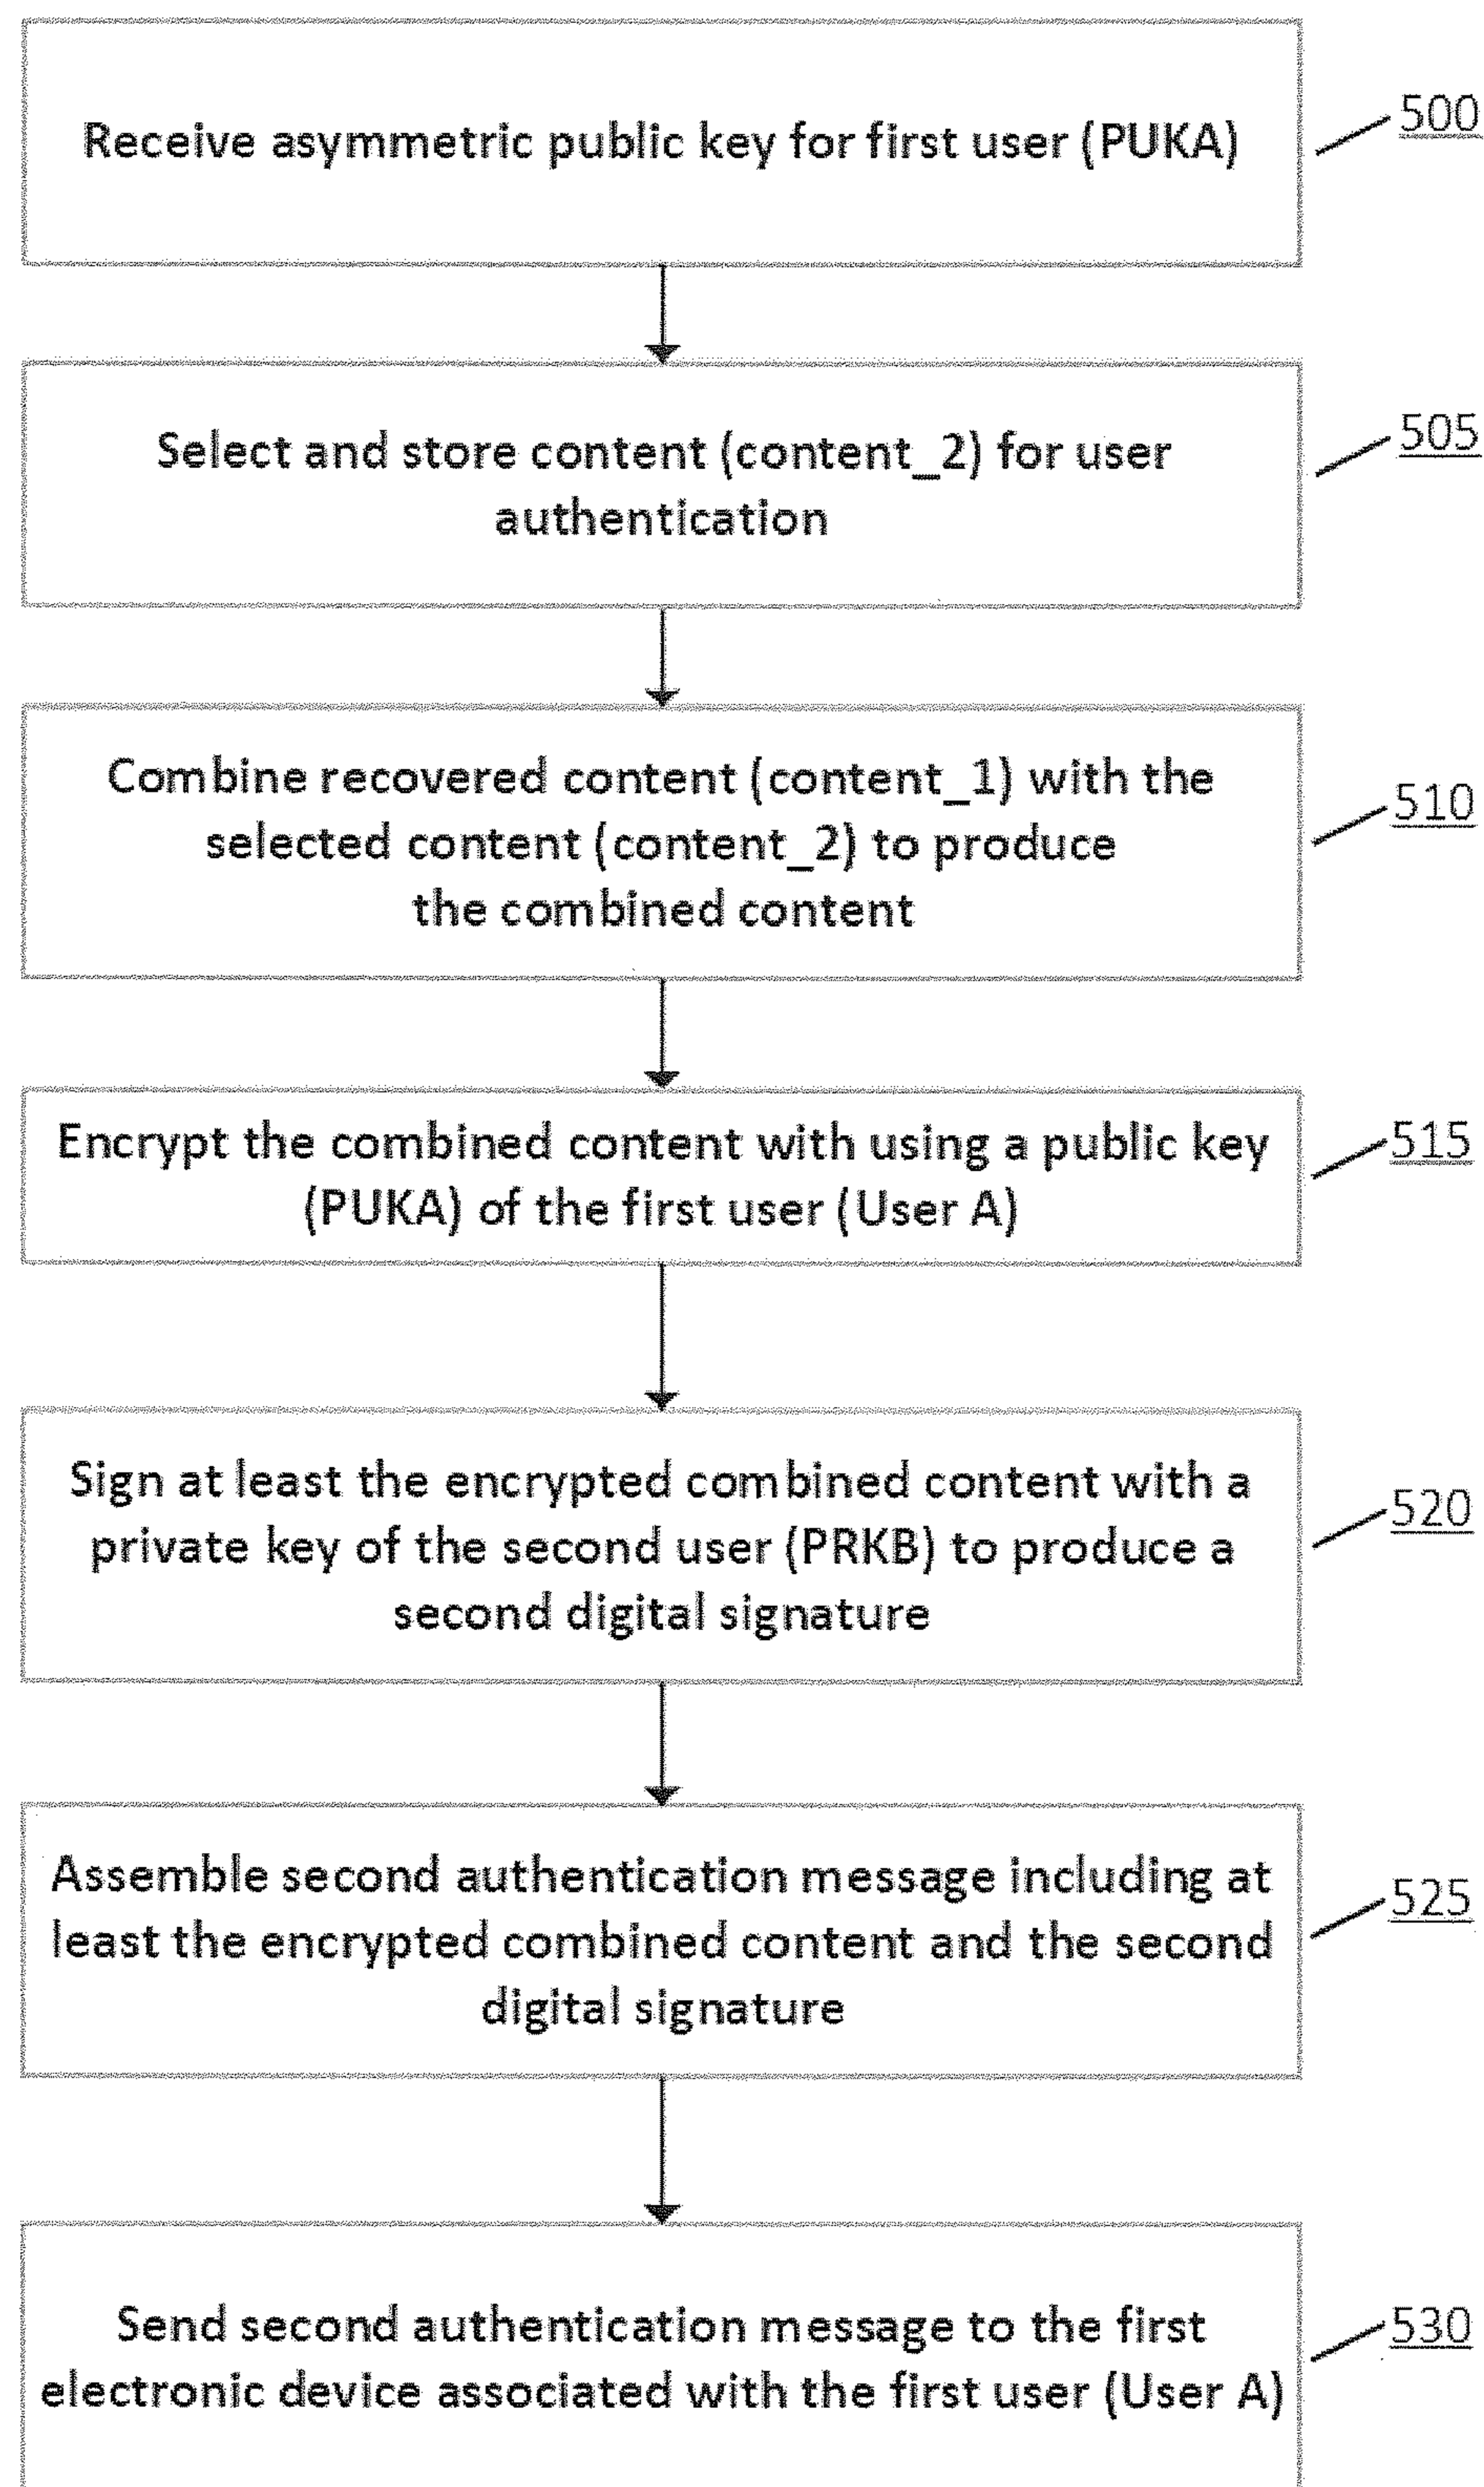 Receive asymmetric public key for first user (PUKA)
500
Select and store content (content_2) for user
authentication
505
Combine recovered content (content_1) with the
selected content (content_2) to produce
the combined content
510
Encrypt the combined content with using a public key
(PUKA) of the first user (User A)
515
Sign at least the encrypted combined content with a
private key of the second user (PRKB) to produce a
second digital signature
520
Assemble second authentication message including at
least the encrypted combined content and the second
digital signature
525
Send second authentication message to the first
electronic device associated with the first user (User A)
530